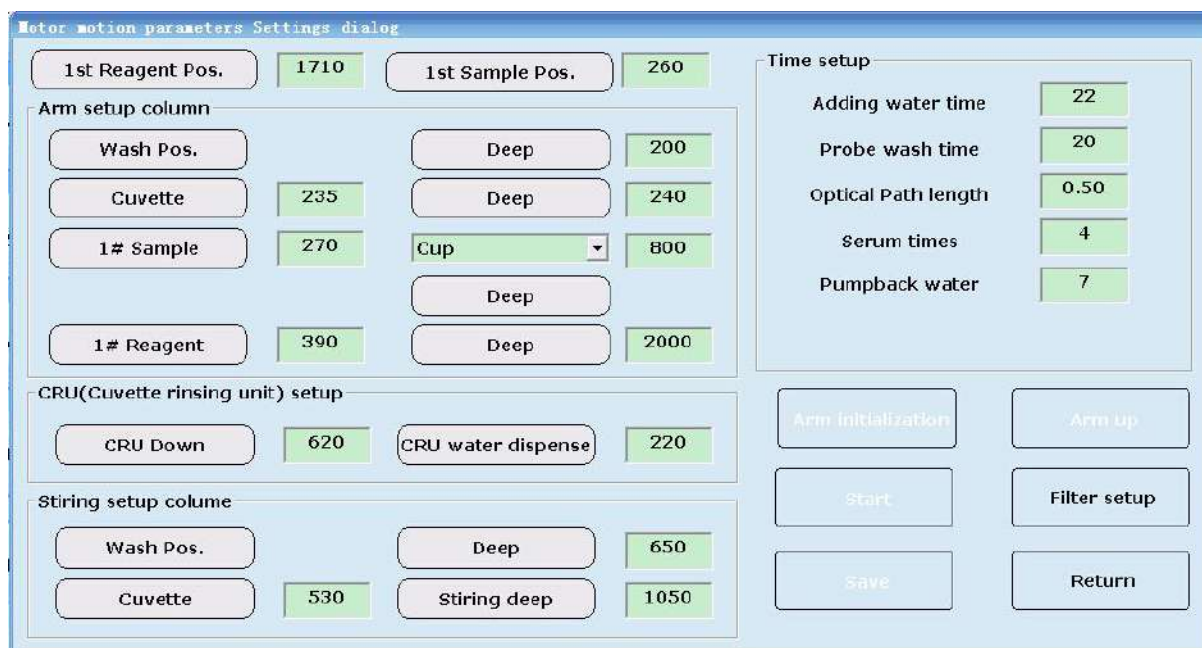 Motor motion parameters Settings dialog
1st Reagent Pos. 1710 1st Sample Pos. 260
Arm setup column
Wash Pos. Deep 200
Cuvette 235 Deep 240
1# Sample 270 Cup 800
Deep
1# Reagent 390 Deep 2000
CRU(Cuvette rinsing unit) setup
CRU Down 620 CRU water dispense 220
Stiring setup colume
Wash Pos. Deep 650
Cuvette 530 Stiring deep 1050
Time setup
Adding water time 22
Probe wash time 20
Optical Path length 0.50
Serum times 4
Pumpback water 7
Arm initialization Arm up
Start Filter setup
Save Return